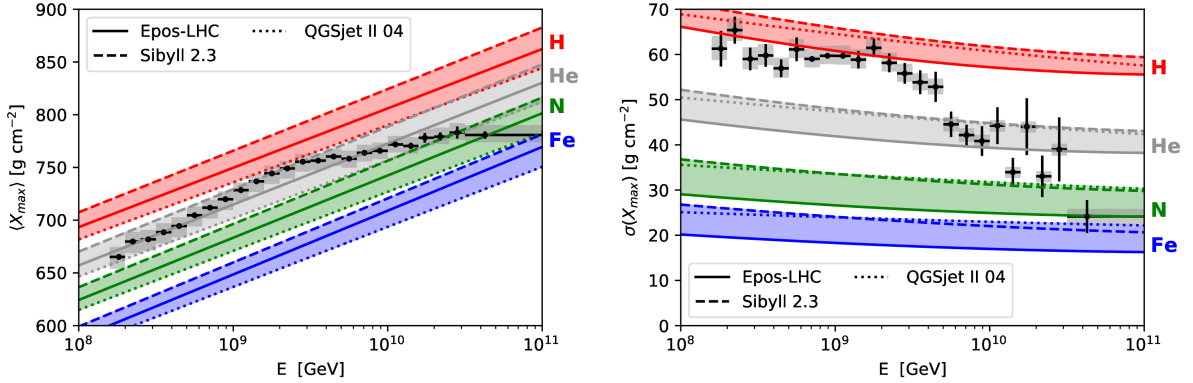 900
850
800
750
700
650
600
⟨X_max⟩ [g cm⁻²]
Epos-LHC
Sibyll 2.3
QGSjet II 04
H
He
N
Fe
10⁸ 10⁹ 10¹⁰ 10¹¹
E [GeV]
70
60
50
40
30
20
10
0
σ(X_max) [g cm⁻²]
H
He
N
Fe
Epos-LHC
Sibyll 2.3
QGSjet II 04
10⁸ 10⁹ 10¹⁰ 10¹¹
E [GeV]